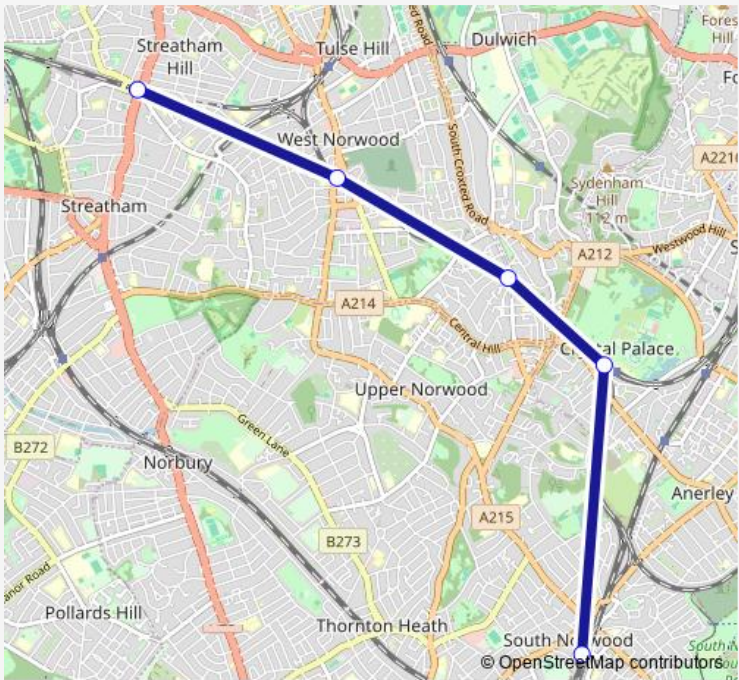 Streatham
Hill
Tulse Hill
Dulwich
Hill
West Norwood
South Croxted Road
A2216
Sydenham
Hill
112 m
Streatham
Westwood Hill
A212
A214
Central Hill
Crystal Palace
Upper Norwood
Green Lane
B272
Norbury
Anerley
A215
B273
Pollards Hill
Thornton Heath
South Norwood
© OpenStreetMap contributors